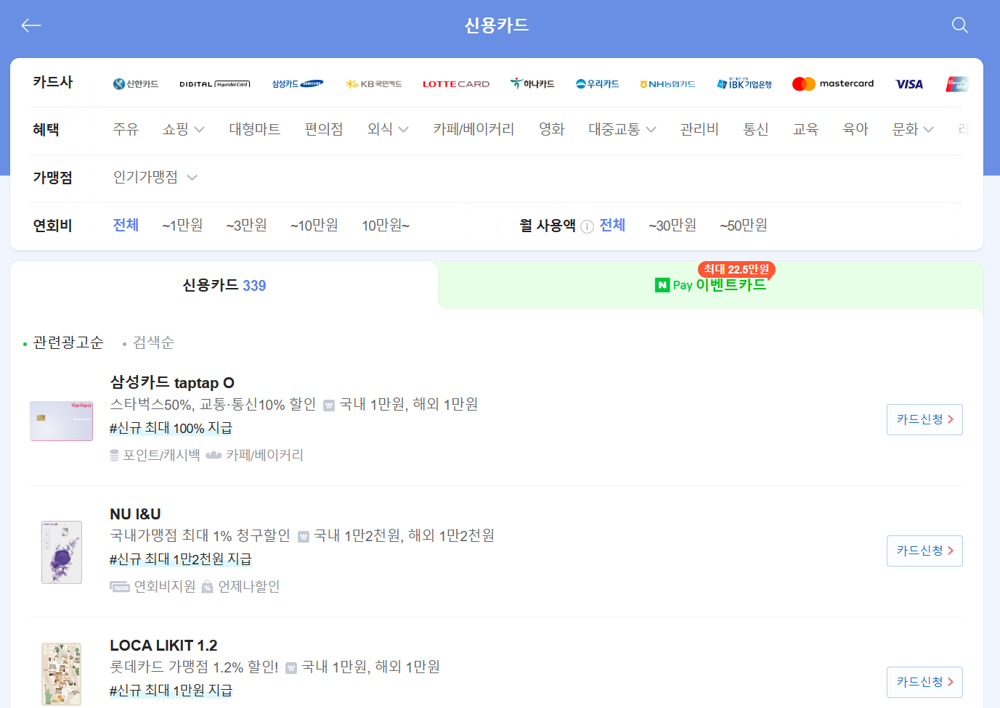 신용카드
카드사 신한카드 DIGITAL HyundaiCard 삼성카드 SAMSUNG KB국민카드 LOTTECARD 하나카드 우리카드 NH농협카드 IBK기업은행 mastercard VISA UnionPay
혜택 주유 쇼핑 대형마트 편의점 외식 카페/베이커리 영화 대중교통 관리비 통신 교육 육아 문화
가맹점 인기가맹점
연회비 전체 ~1만원 ~3만원 ~10만원 10만원~ 월 사용액 전체 ~30만원 ~50만원
최대 22.5만원
신용카드 339 N Pay 이벤트카드
관련광고순 검색순
삼성카드 taptap O
스타벅스50%, 교통·통신10% 할인 ₩ 국내 1만원, 해외 1만원
#신규 최대 100% 지급
카드신청
포인트/캐시백 카페/베이커리
NU I&U
국내가맹점 최대 1% 청구할인 ₩ 국내 1만2천원, 해외 1만2천원
#신규 최대 1만2천원 지급
카드신청
10,000 연회비지원 % 언제나할인
LOCA LIKIT 1.2
롯데카드 가맹점 1.2% 할인! ₩ 국내 1만원, 해외 1만원
#신규 최대 1만원 지급
카드신청